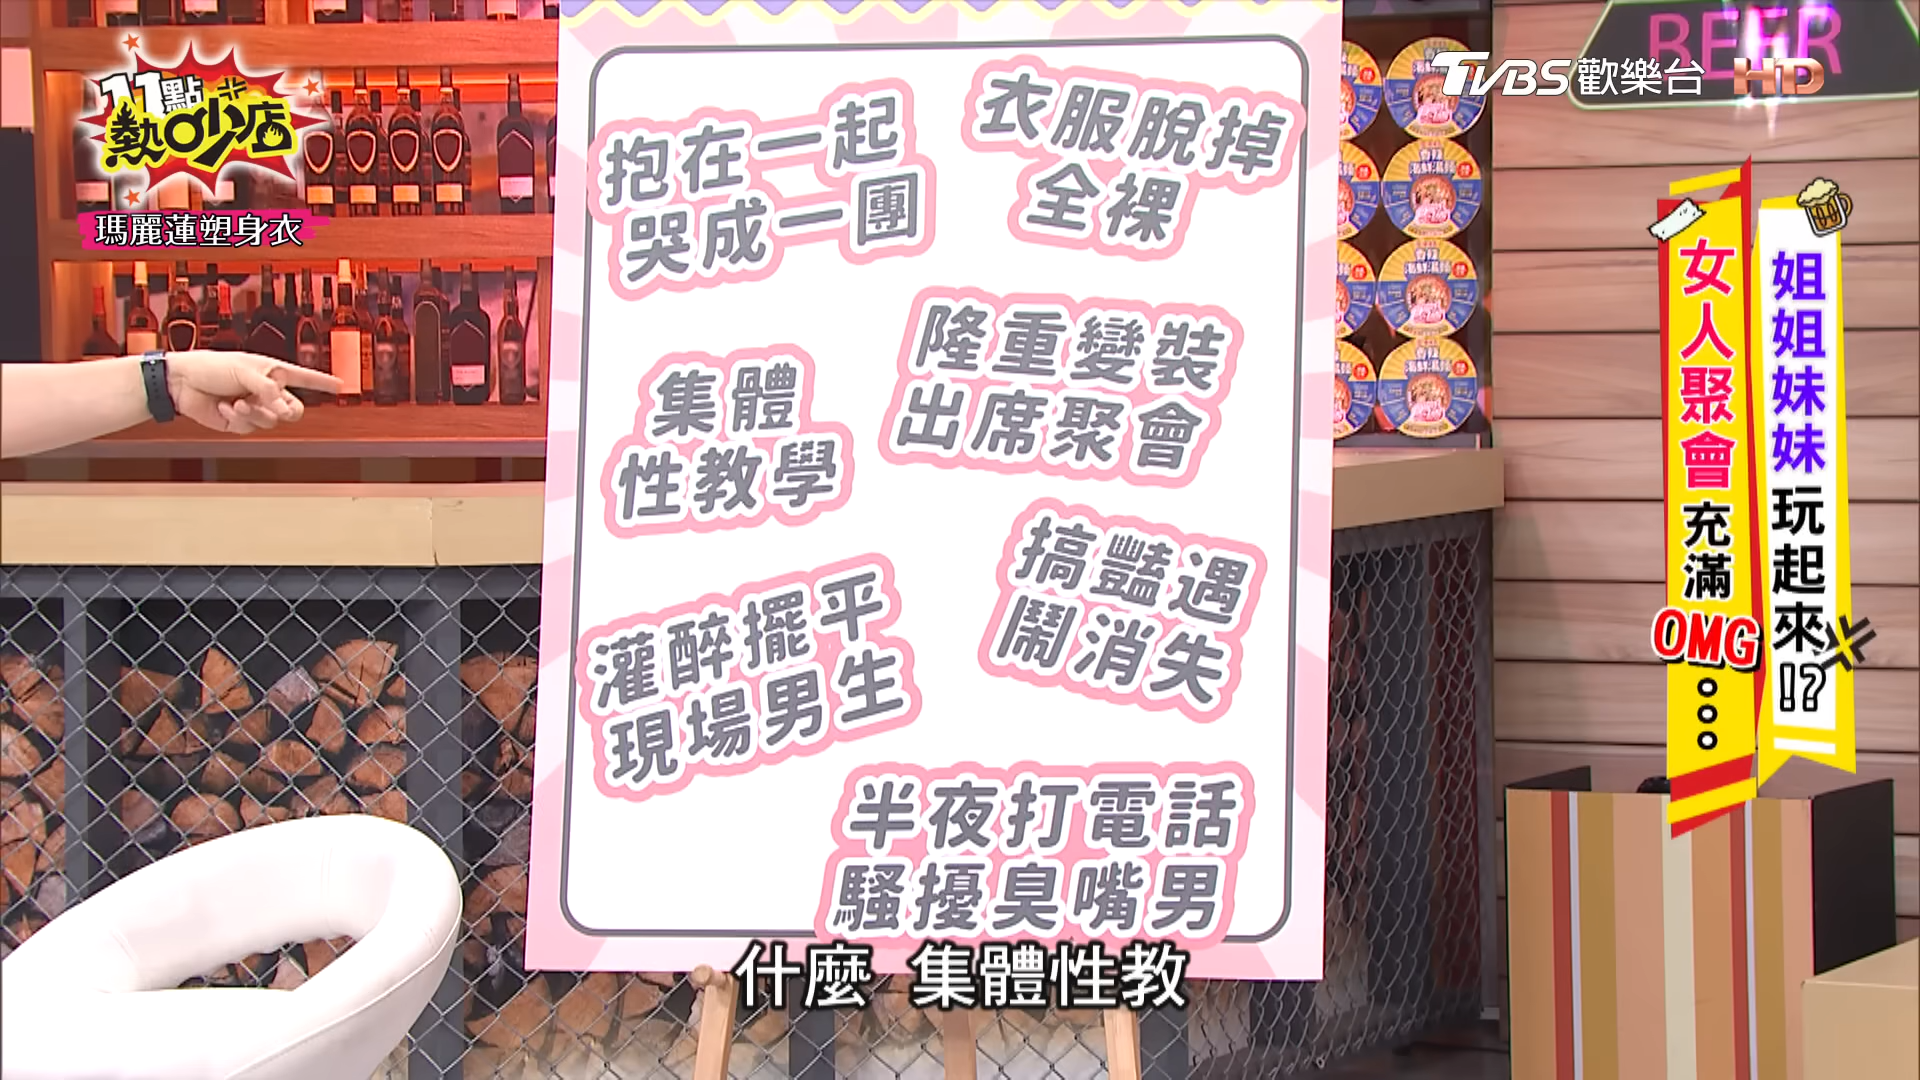 11點
熱吵店
瑪麗蓮塑身衣
TVBS歡樂台 HD
BEER
抱在一起
哭成一團
衣服脫掉
全裸
集體
性教學
隆重變裝
出席聚會
搞豔遇
鬧消失
灌醉擺平
現場男生
半夜打電話
騷擾臭嘴男
姐姐妹妹玩起來!?
女人聚會充滿OMG...
什麼 集體性教